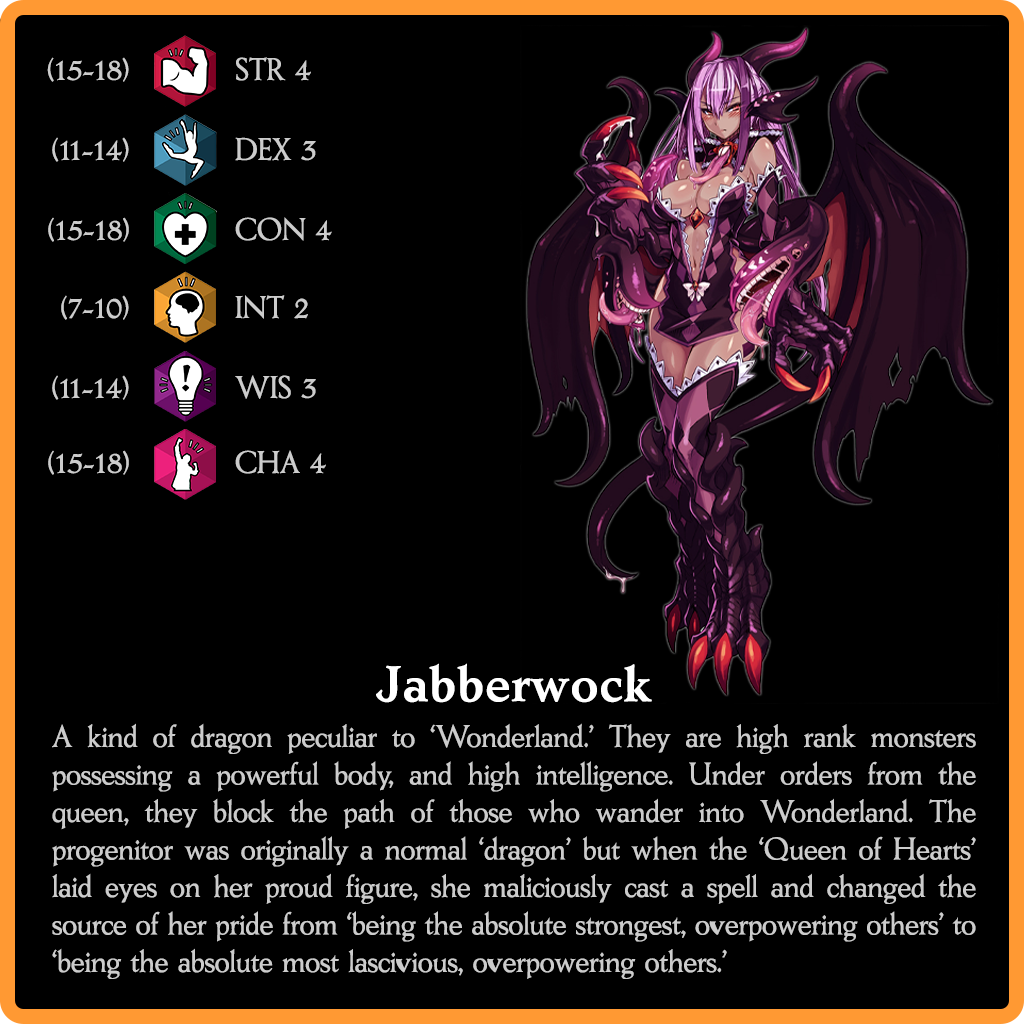 (15-18) STR 4
(11-14) DEX 3
(15-18) CON 4
(7-10) INT 2
(11-14) WIS 3
(15-18) CHA 4
Jabberwock
A kind of dragon peculiar to ‘Wonderland.’ They are high rank monsters
possessing a powerful body, and high intelligence. Under orders from the
queen, they block the path of those who wander into Wonderland. The
progenitor was originally a normal ‘dragon’ but when the ‘Queen of Hearts’
laid eyes on her proud figure, she maliciously cast a spell and changed the
source of her pride from ‘being the absolute strongest, overpowering others’ to
‘being the absolute most lascivious, overpowering others.’